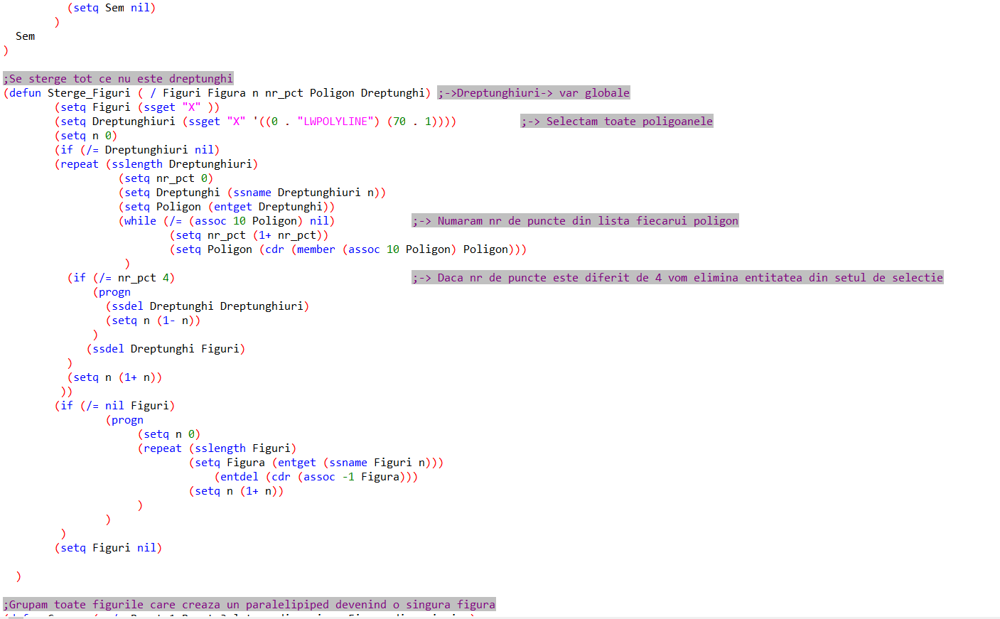 (setq Sem nil)
)
Sem
)
;Se sterge tot ce nu este dreptunghi
(defun Sterge_Figuri ( / Figuri Figura n nr_pct Poligon Dreptunghi) ;->Dreptunghiuri-> var globale
(setq Figuri (ssget "X" ))
(setq Dreptunghiuri (ssget "X" '((0 . "LWPOLYLINE") (70 . 1)))) ;-> Selectam toate poligoanele
(setq n 0)
(if (/= Dreptunghiuri nil)
(repeat (sslength Dreptunghiuri)
(setq nr_pct 0)
(setq Dreptunghi (ssname Dreptunghiuri n))
(setq Poligon (entget Dreptunghi))
(while (/= (assoc 10 Poligon) nil) ;-> Numaram nr de puncte din lista fiecarui poligon
(setq nr_pct (1+ nr_pct))
(setq Poligon (cdr (member (assoc 10 Poligon) Poligon)))
)
(if (/= nr_pct 4) ;-> Daca nr de puncte este diferit de 4 vom elimina entitatea din setul de selectie
(progn
(ssdel Dreptunghi Dreptunghiuri)
(setq n (1- n))
)
(ssdel Dreptunghi Figuri)
)
(setq n (1+ n))
))
(if (/= nil Figuri)
(progn
(setq n 0)
(repeat (sslength Figuri)
(setq Figura (entget (ssname Figuri n)))
(entdel (cdr (assoc -1 Figura)))
(setq n (1+ n))
)
)
)
(setq Figuri nil)
)
;Grupam toate figurile care creaza un paralelipiped devenind o singura figura